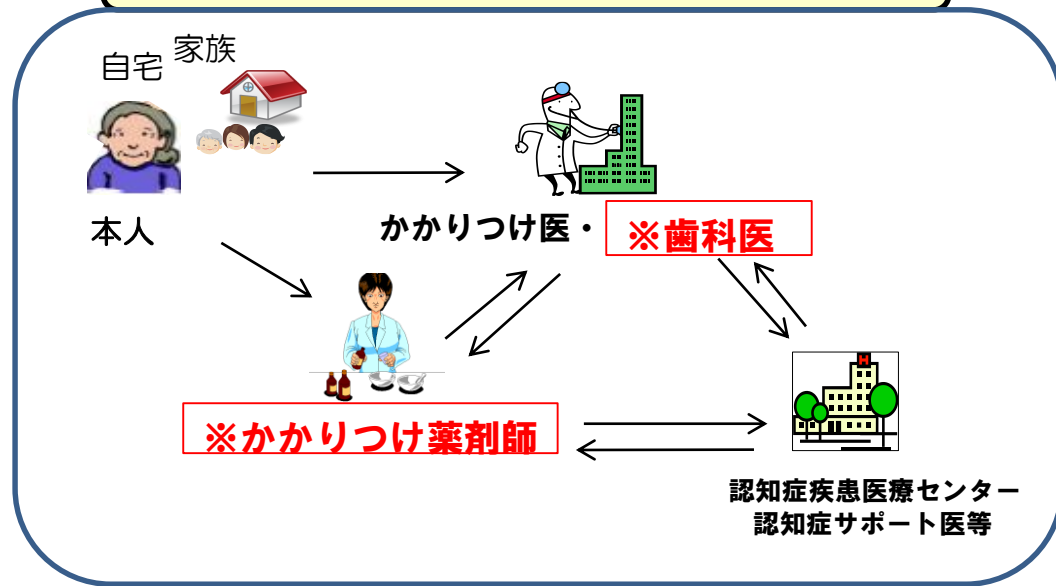 自宅
家族
本人
かかりつけ医・ ※歯科医
※かかりつけ薬剤師
H
認知症疾患医療センター
認知症サポート医等